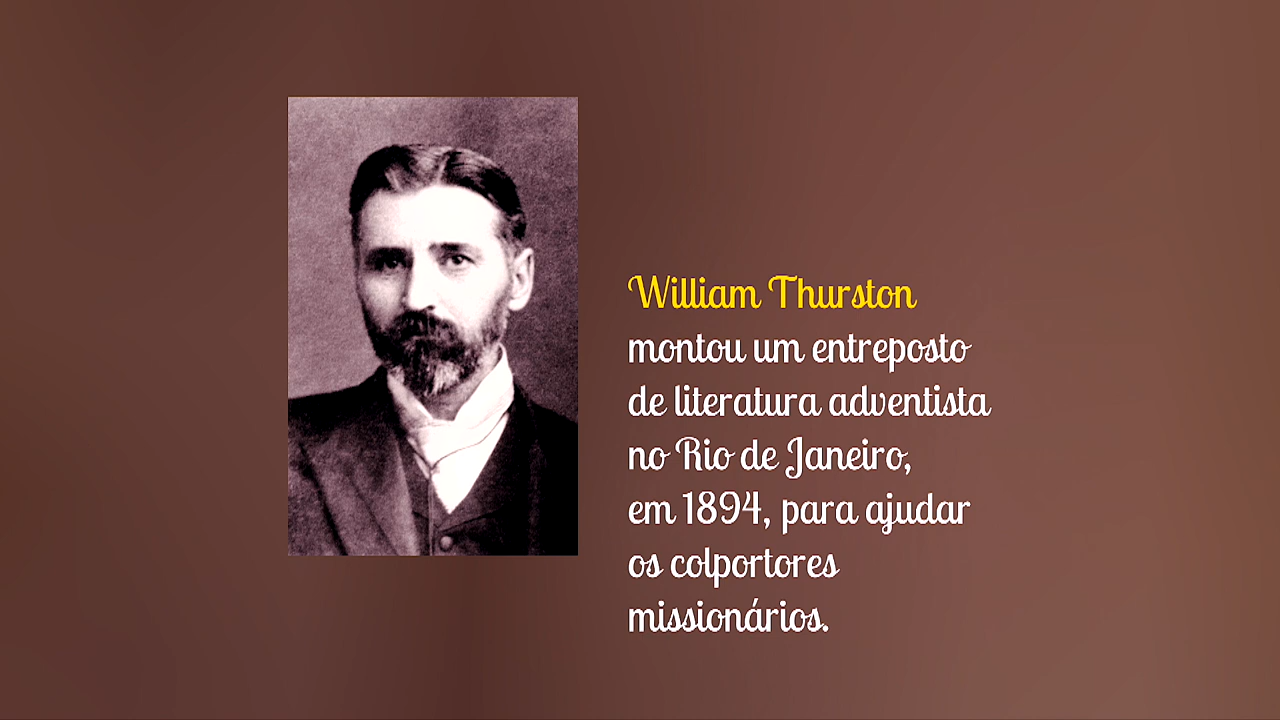 William Thurston
montou um entreposto
de literatura adventista
no Rio de Janeiro,
em 1894, para ajudar
os colportores
missionários.